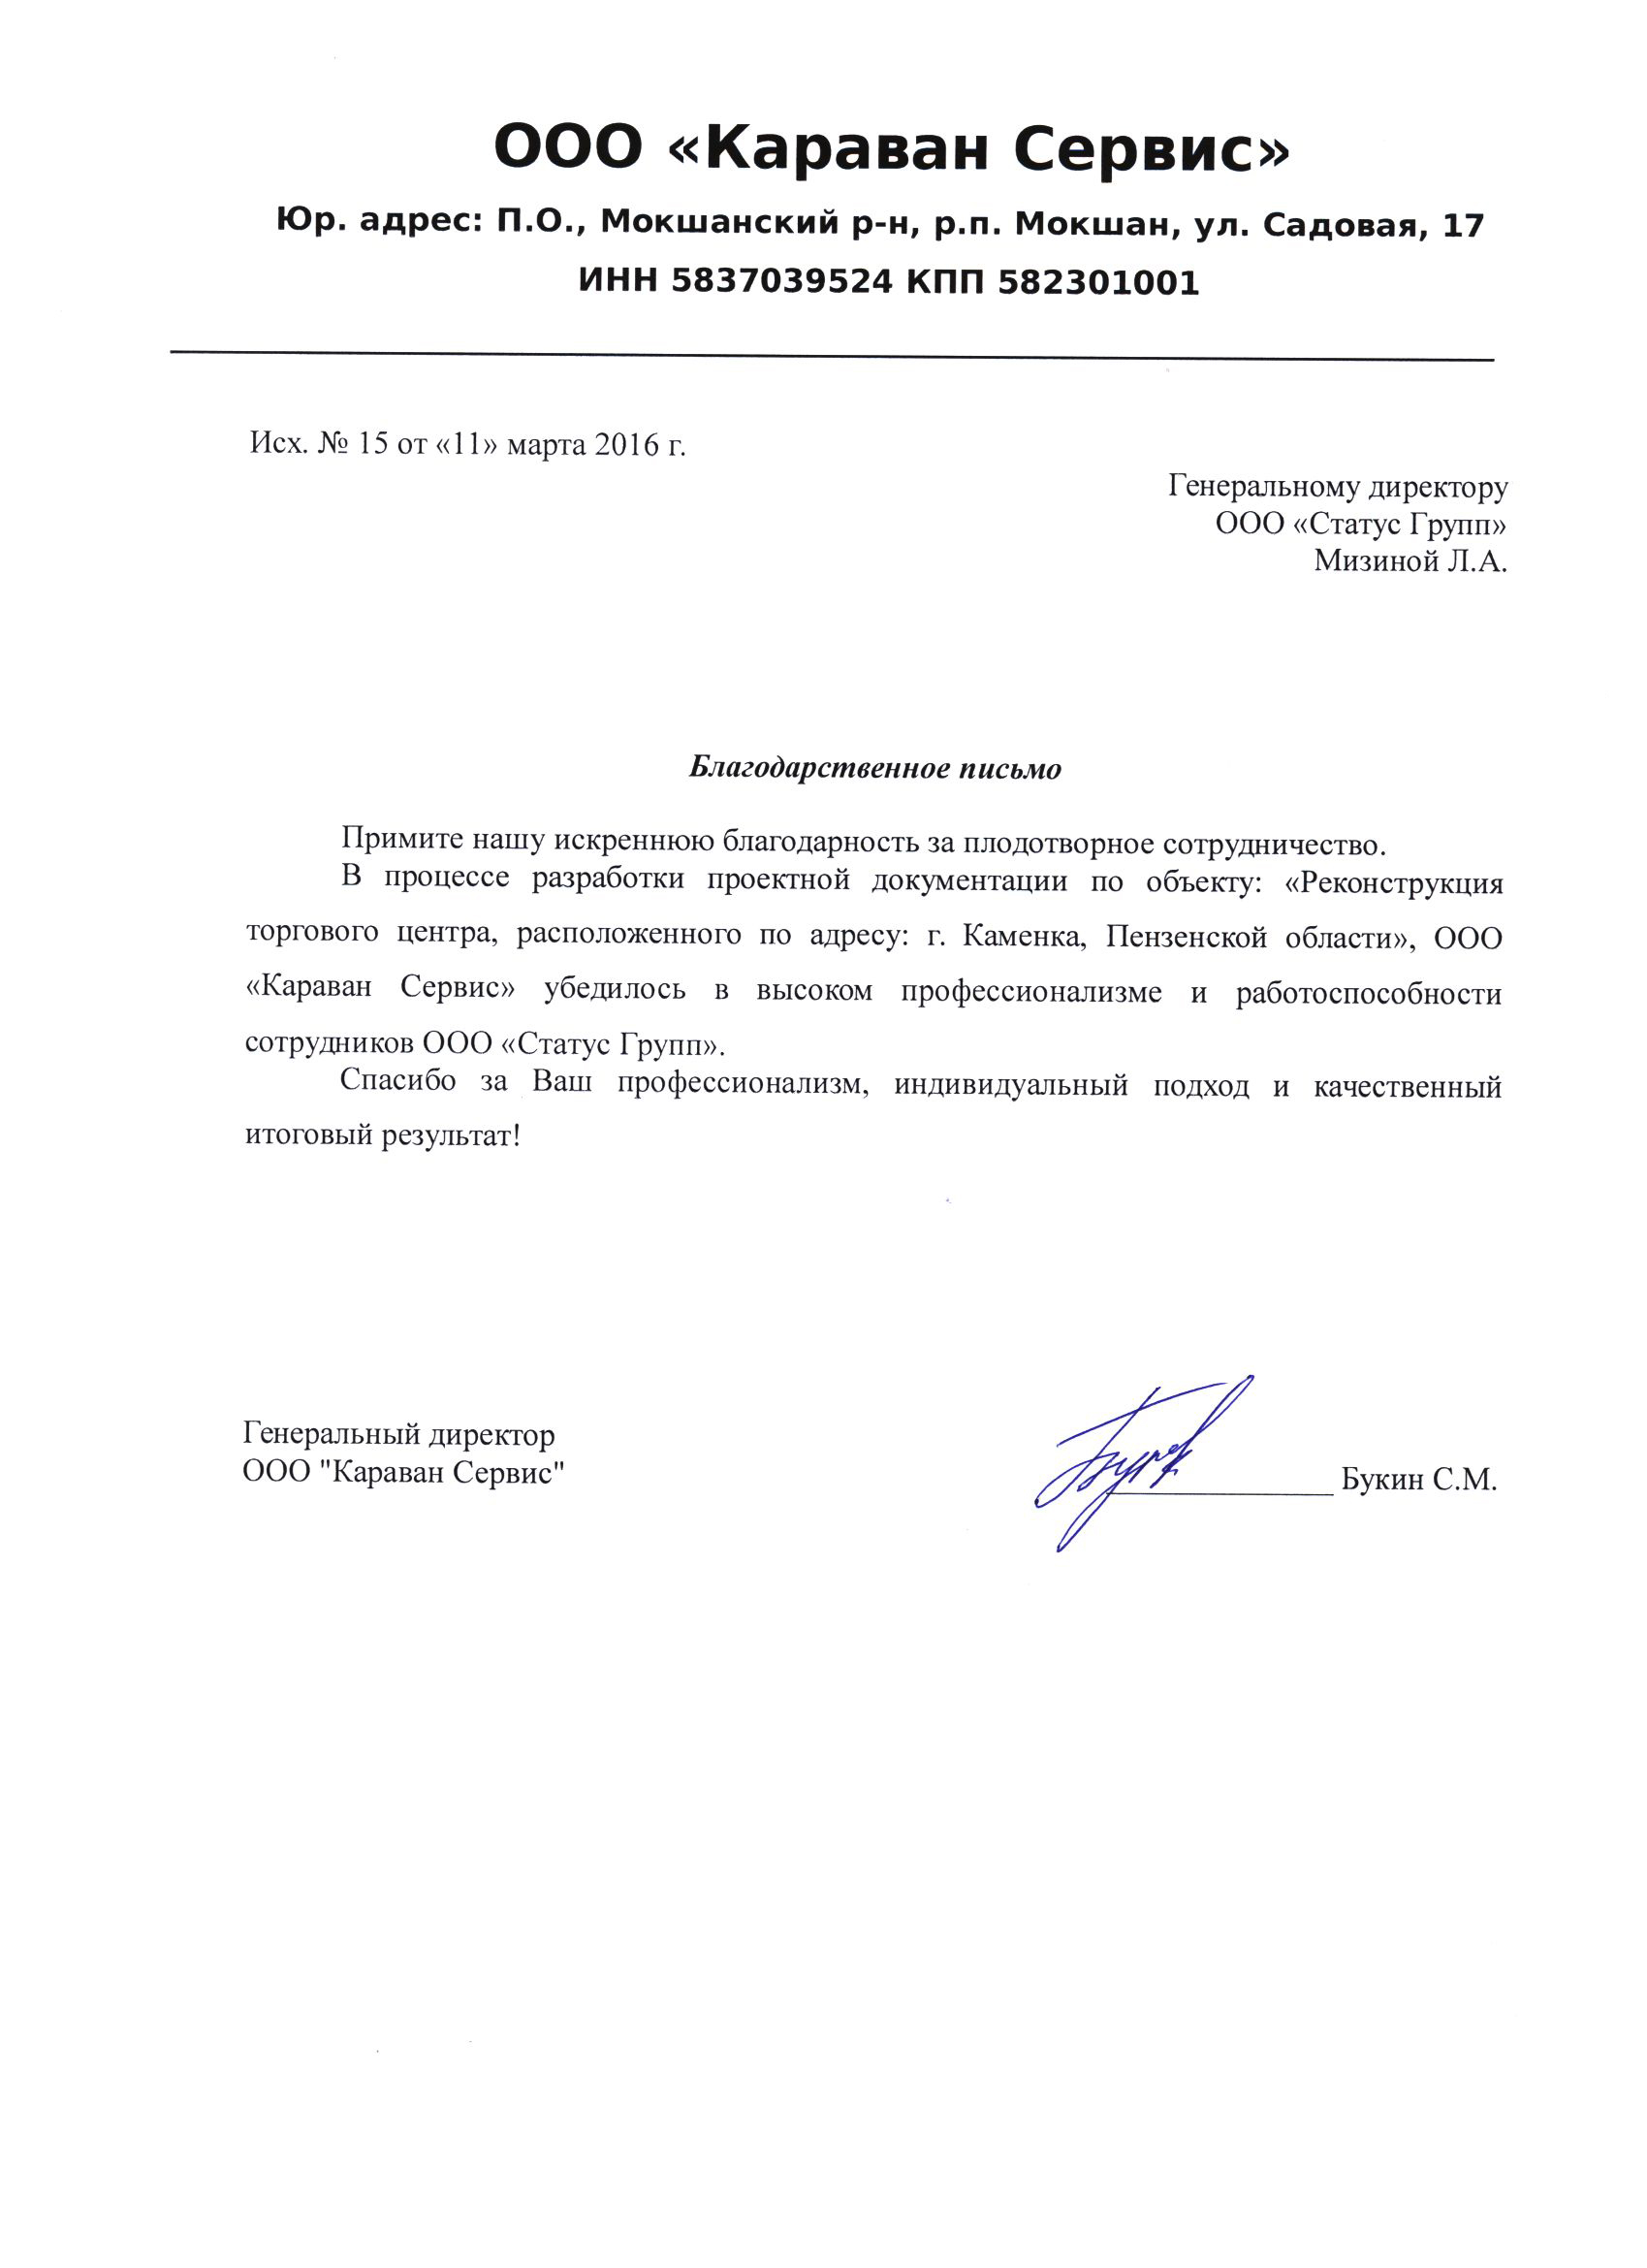 ООО «Караван Сервис»
Юр. адрес: П.О., Мокшанский р-н, р.п. Мокшан, ул. Садовая, 17
ИНН 5837039524 КПП 582301001
Исх. № 15 от «11» марта 2016 г.
Генеральному директору
ООО «Статус Групп»
Мизиной Л.А.
Благодарственное письмо
Примите нашу искреннюю благодарность за плодотворное сотрудничество.
В процессе разработки проектной документации по объекту: «Реконструкция
торгового центра, расположенного по адресу: г. Каменка, Пензенской области», ООО
«Караван Сервис» убедилось в высоком профессионализме и работоспособности
сотрудников ООО «Статус Групп».
Спасибо за Ваш профессионализм, индивидуальный подход и качественный
итоговый результат!
Генеральный директор
ООО "Караван Сервис"
Букин С.М.